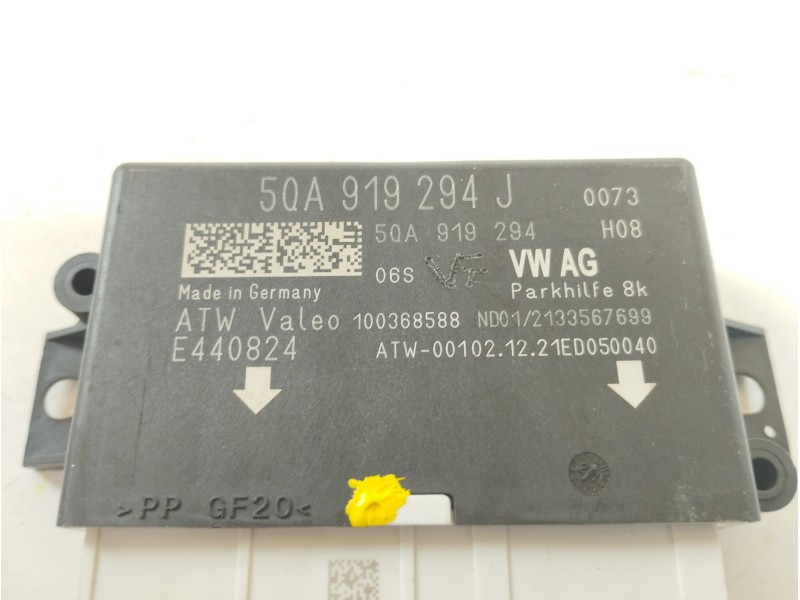 5QA 919 294 J 0073
5QA 919 294 H08
06S VW AG
Made in Germany Parkhilfe 8k
ATW Valeo 100368588 ND01/2133567699
E440824 ATW-00102.12.21ED050040
>PP GF20<